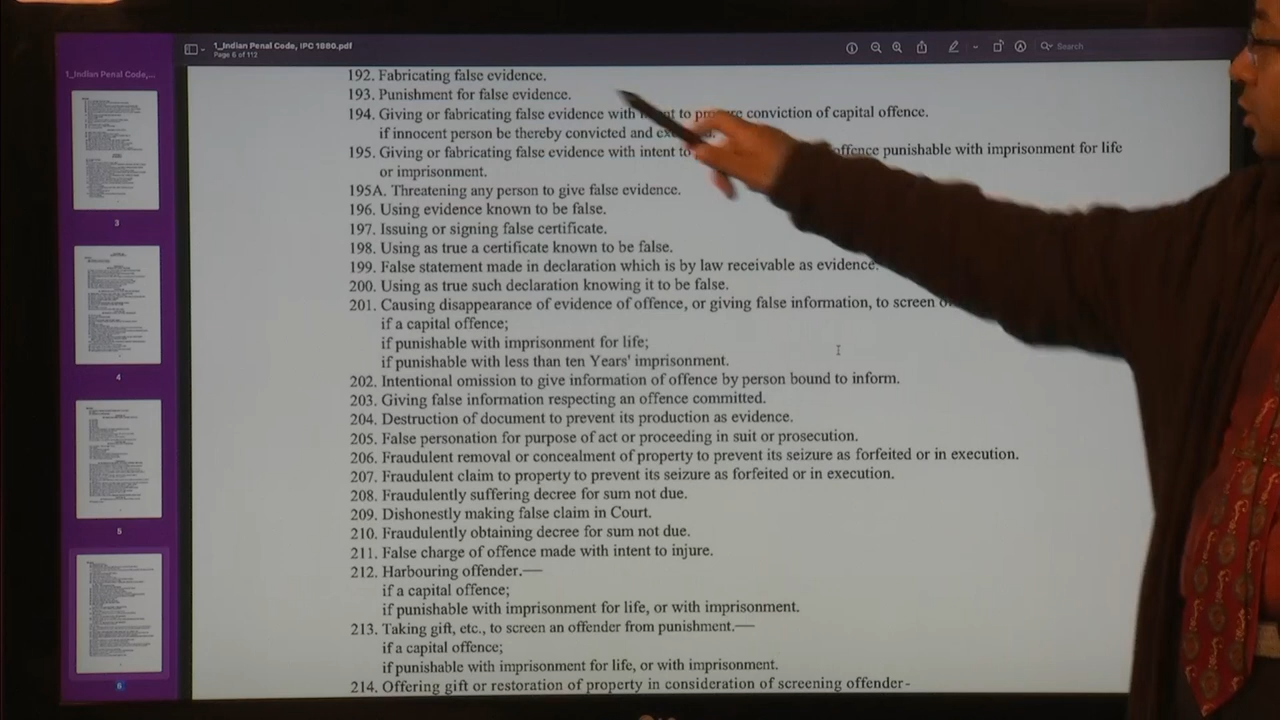 1_Indian Penal Code, IPC 1860.pdf
Page 6 of 112
Search
1_Indian Penal Code,...
3
4
5
6
192. Fabricating false evidence.
193. Punishment for false evidence.
194. Giving or fabricating false evidence with to conviction of capital offence.
if innocent person be thereby convicted and
195. Giving or fabricating false evidence with intent to offence punishable with imprisonment for life
or imprisonment.
195A. Threatening any person to give false evidence.
196. Using evidence known to be false.
197. Issuing or signing false certificate.
198. Using as true a certificate known to be false.
199. False statement made in declaration which is by law receivable as evidence.
200. Using as true such declaration knowing it to be false.
201. Causing disappearance of evidence of offence, or giving false information, to screen
if a capital offence;
if punishable with imprisonment for life;
if punishable with less than ten Years' imprisonment.
202. Intentional omission to give information of offence by person bound to inform.
203. Giving false information respecting an offence committed.
204. Destruction of document to prevent its production as evidence.
205. False personation for purpose of act or proceeding in suit or prosecution.
206. Fraudulent removal or concealment of property to prevent its seizure as forfeited or in execution.
207. Fraudulent claim to property to prevent its seizure as forfeited or in execution.
208. Fraudulently suffering decree for sum not due.
209. Dishonestly making false claim in Court.
210. Fraudulently obtaining decree for sum not due.
211. False charge of offence made with intent to injure.
212. Harbouring offender.—
if a capital offence;
if punishable with imprisonment for life, or with imprisonment.
213. Taking gift, etc., to screen an offender from punishment.—
if a capital offence;
if punishable with imprisonment for life, or with imprisonment.
214. Offering gift or restoration of property in consideration of screening offender-